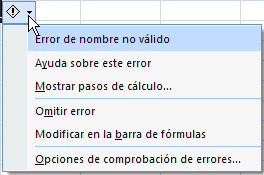 Error de nombre no válido
Ayuda sobre este error
Mostrar pasos de cálculo...
Omitir error
Modificar en la barra de fórmulas
Opciones de comprobación de errores...